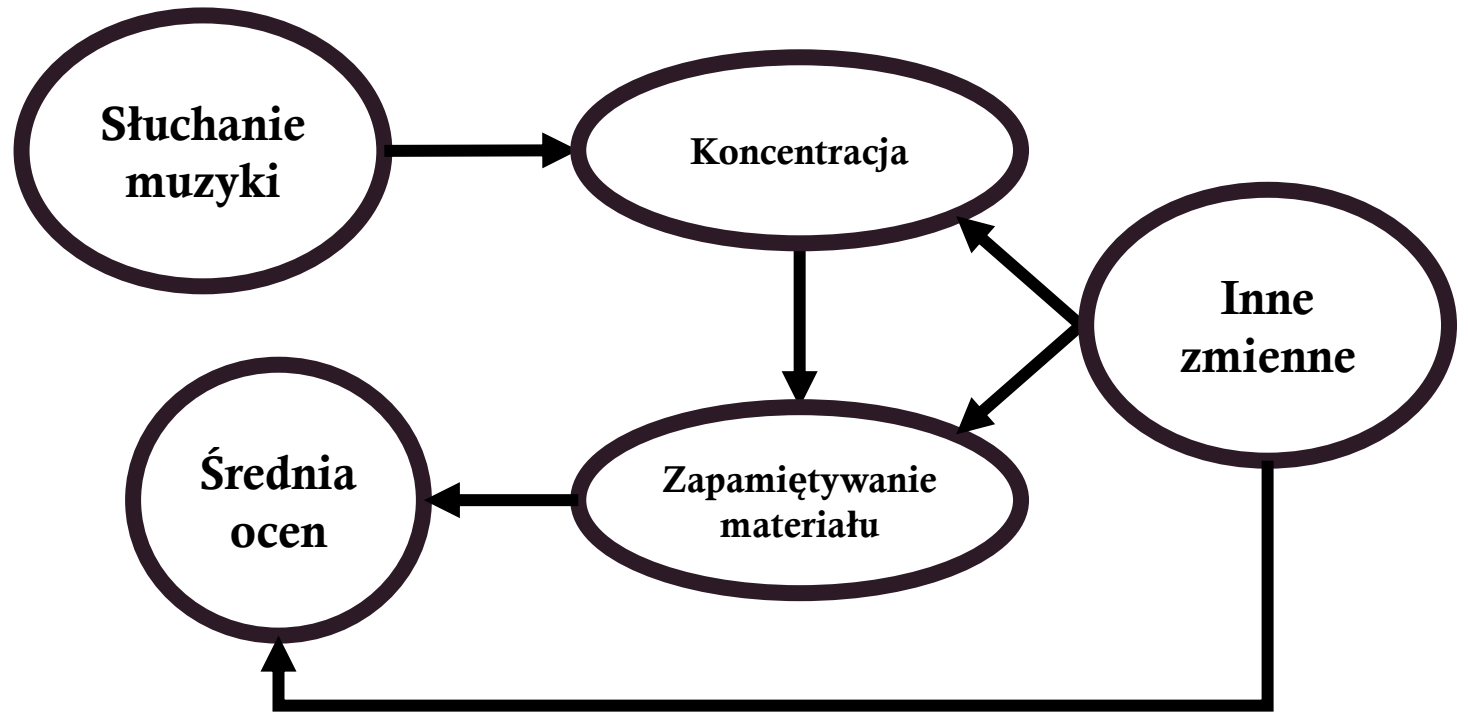 Słuchanie
muzyki
Koncentracja
Inne
zmienne
Średnia
ocen
Zapamiętywanie
materiału